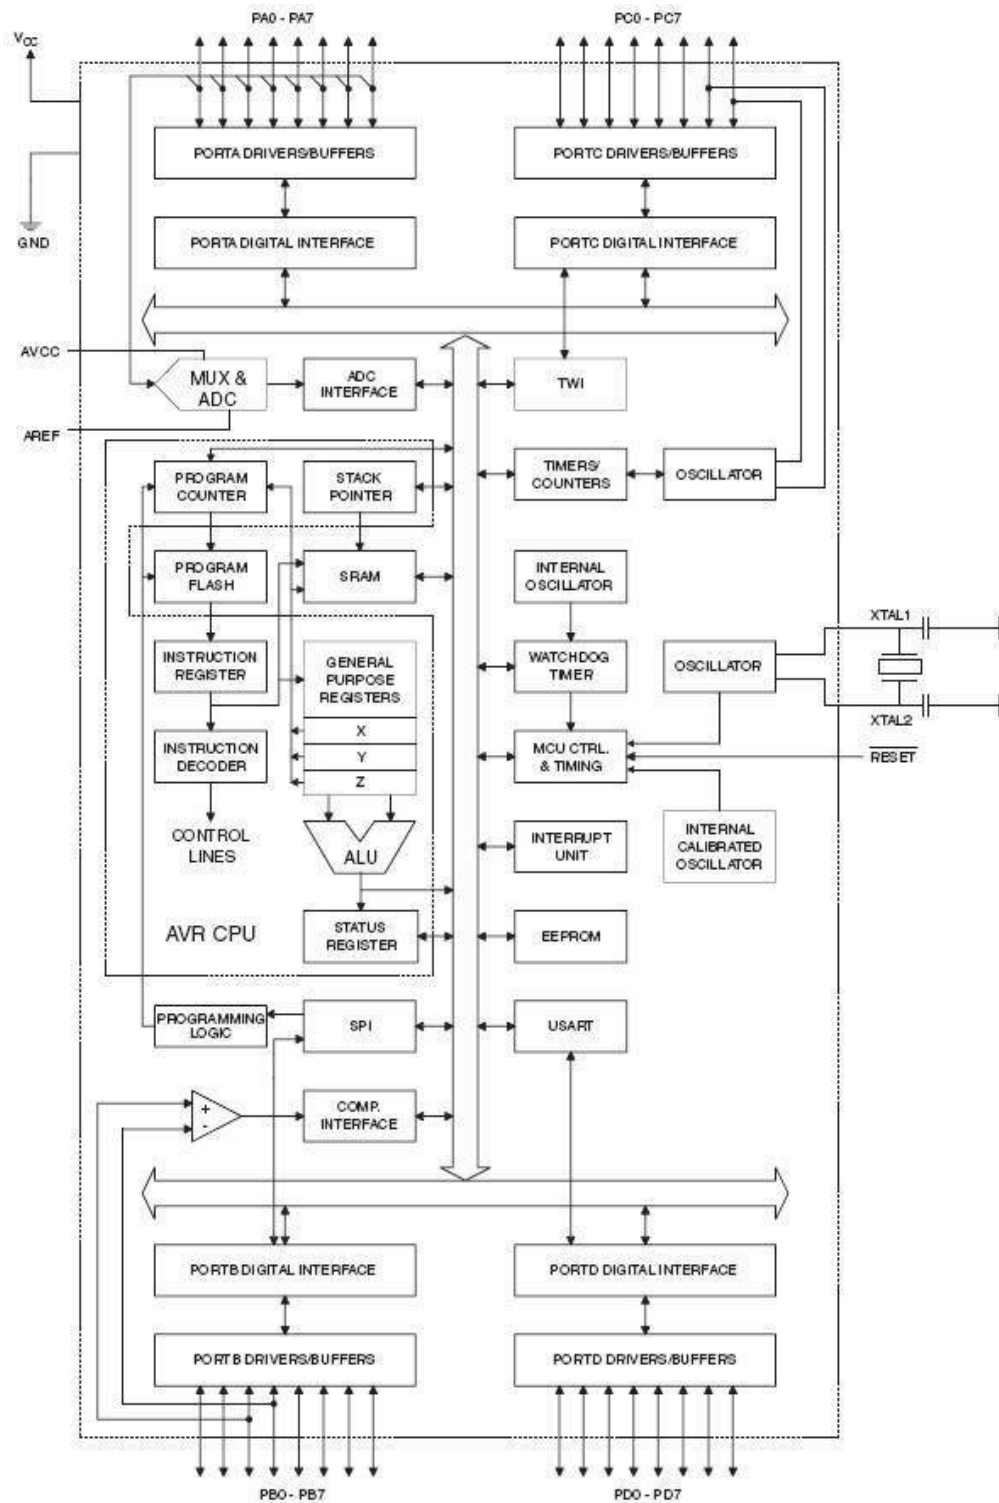 PA0 - PA7
PC0 - PC7
VCC
PORTA DRIVERS/BUFFERS
PORTC DRIVERS/BUFFERS
GND
PORTA DIGITAL INTERFACE
PORTC DIGITAL INTERFACE
AVCC
MUX &
ADC
ADC
INTERFACE
TWI
AREF
PROGRAM
COUNTER
STACK
POINTER
TIMERS/
COUNTERS
OSCILLATOR
PROGRAM
FLASH
SRAM
INTERNAL
OSCILLATOR
XTAL1
INSTRUCTION
REGISTER
GENERAL
PURPOSE
REGISTERS
WATCHDOG
TIMER
OSCILLATOR
XTAL2
X
Y
Z
INSTRUCTION
DECODER
MCU CTRL.
& TIMING
RESET
CONTROL
LINES
ALU
INTERRUPT
UNIT
INTERNAL
CALIBRATED
OSCILLATOR
AVR CPU
STATUS
REGISTER
EEPROM
PROGRAMMING
LOGIC
SPI
USART
+
-
COMP.
INTERFACE
PORTB DIGITAL INTERFACE
PORTD DIGITAL INTERFACE
PORTB DRIVERS/BUFFERS
PORTD DRIVERS/BUFFERS
PB0 - PB7
PD0 - PD7